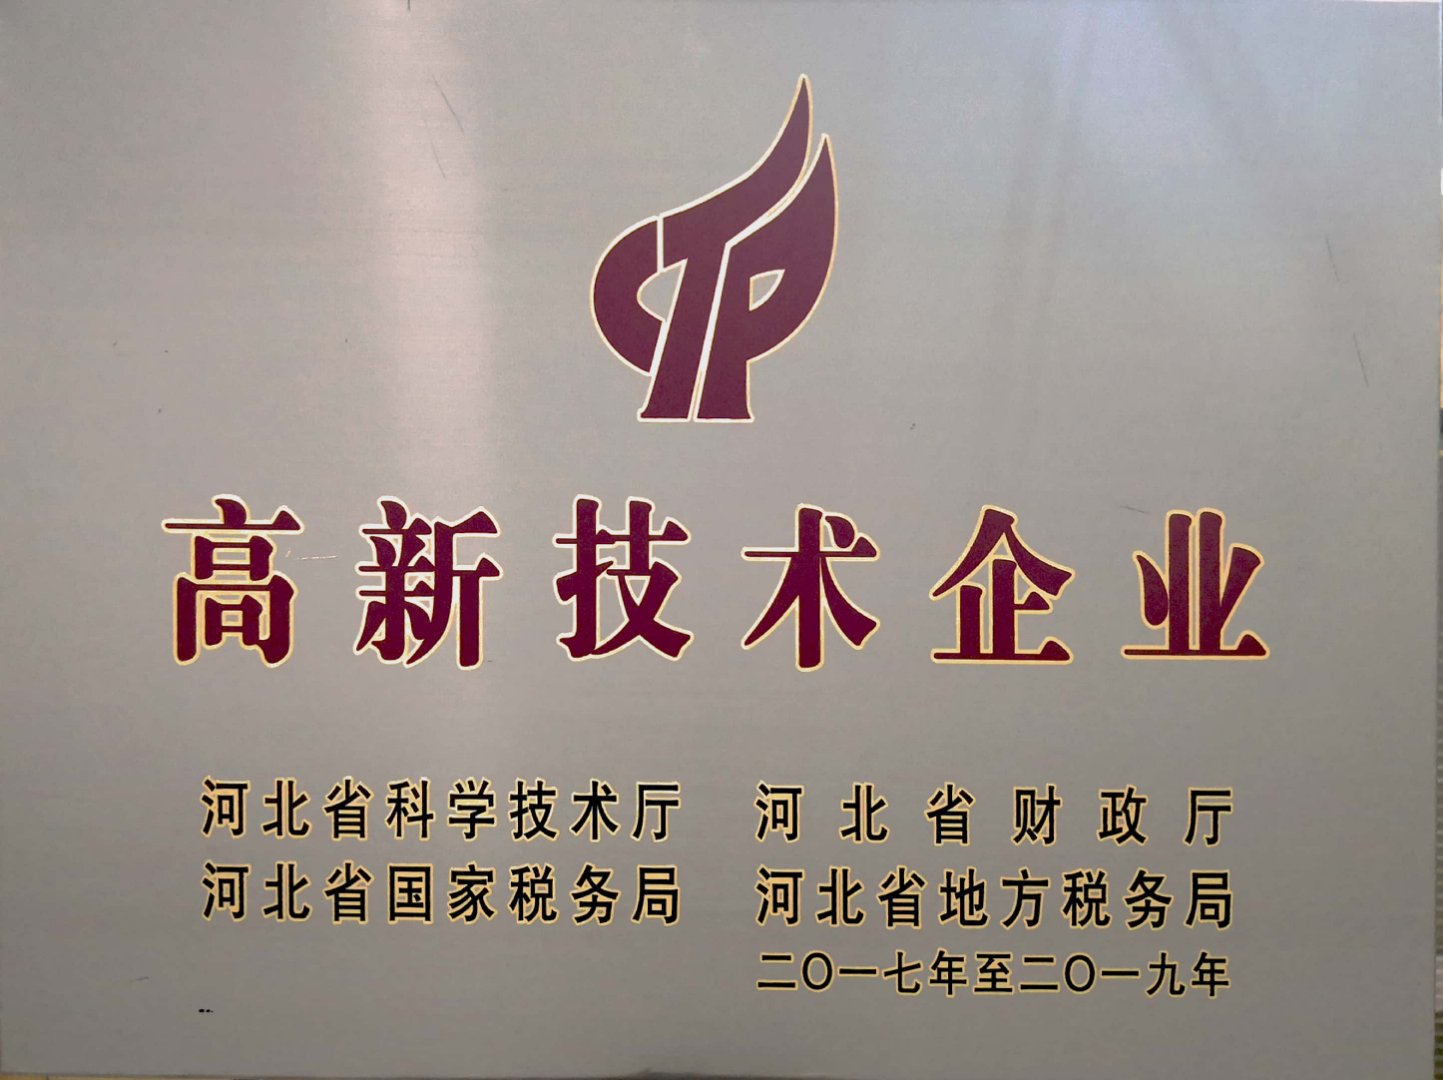 CTP
高新技术企业
河北省科学技术厅 河北省财政厅
河北省国家税务局 河北省地方税务局
二〇一七年至二〇一九年